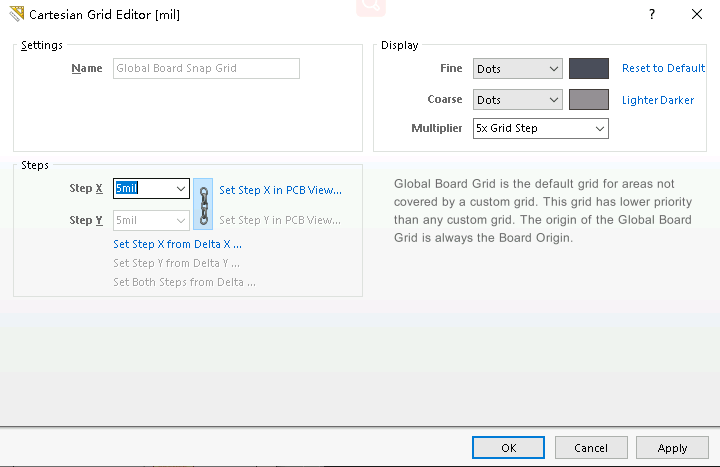 Cartesian Grid Editor [mil]
?
Settings
Name
Global Board Snap Grid
Display
Fine
Dots
Reset to Default
Coarse
Dots
Lighter Darker
Multiplier
5x Grid Step
Steps
Step X
5mil
Set Step X in PCB View...
Step Y
5mil
Set Step Y in PCB View...
Set Step X from Delta X ...
Set Step Y from Delta Y ...
Set Both Steps from Delta ...
Global Board Grid is the default grid for areas not
covered by a custom grid. This grid has lower priority
than any custom grid. The origin of the Global Board
Grid is always the Board Origin.
OK
Cancel
Apply